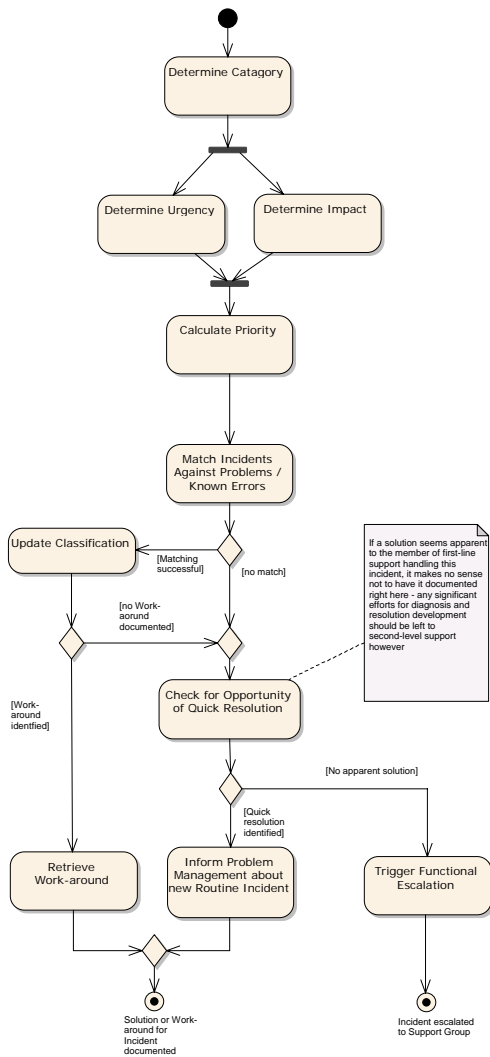 Determine Catagory
Determine Urgency
Determine Impact
Calculate Priority
Match Incidents
Against Problems /
Known Errors
Update Classification
[Matching
successful]
[no match]
If a solution seems apparent
to the member of first-line
support handling this
incident, it makes no sense
not to have it documented
right here - any significant
efforts for diagnosis and
resolution development
should be left to
second-level support
however
[no Work-
aorund
documented]
Check for Opportunity
of Quick Resolution
[Work-
around
identfied]
[No apparent solution]
[Quick
resolution
identified]
Retrieve
Work-around
Inform Problem
Management about
new Routine Incident
Trigger Functional
Escalation
Solution or Work-
around for
Incident
documented
Incident escalated
to Support Group